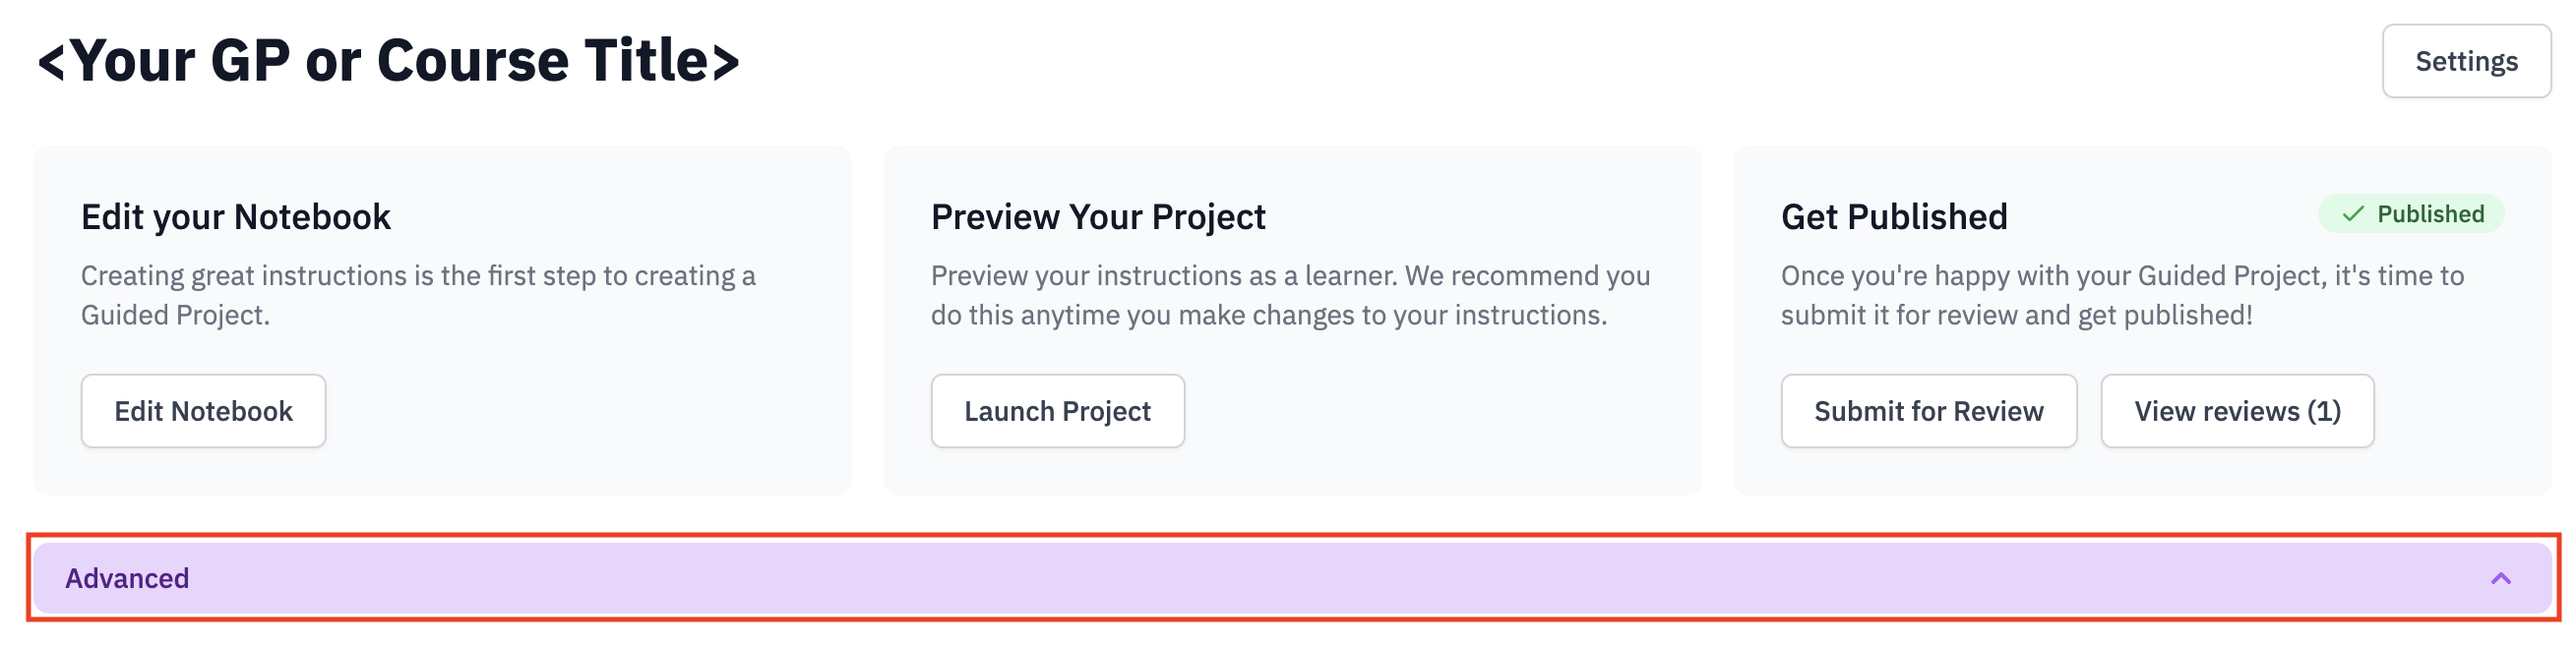 <Your GP or Course Title>
Settings
Edit your Notebook
Creating great instructions is the first step to creating a
Guided Project.
Edit Notebook
Preview Your Project
Preview your instructions as a learner. We recommend you
do this anytime you make changes to your instructions.
Launch Project
Get Published
Published
Once you're happy with your Guided Project, it's time to
submit it for review and get published!
Submit for Review
View reviews (1)
Advanced